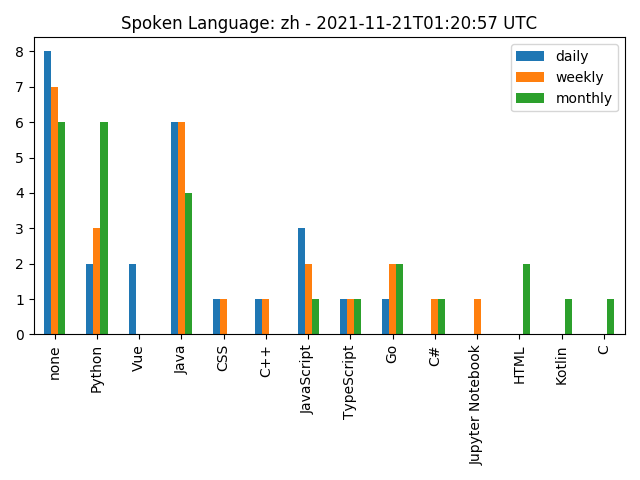 Spoken Language: zh - 2021-11-21T01:20:57 UTC
daily
weekly
monthly
8
7
6
5
4
3
2
1
0
none
Python
Vue
Java
CSS
C++
JavaScript
TypeScript
Go
C#
Jupyter Notebook
HTML
Kotlin
C